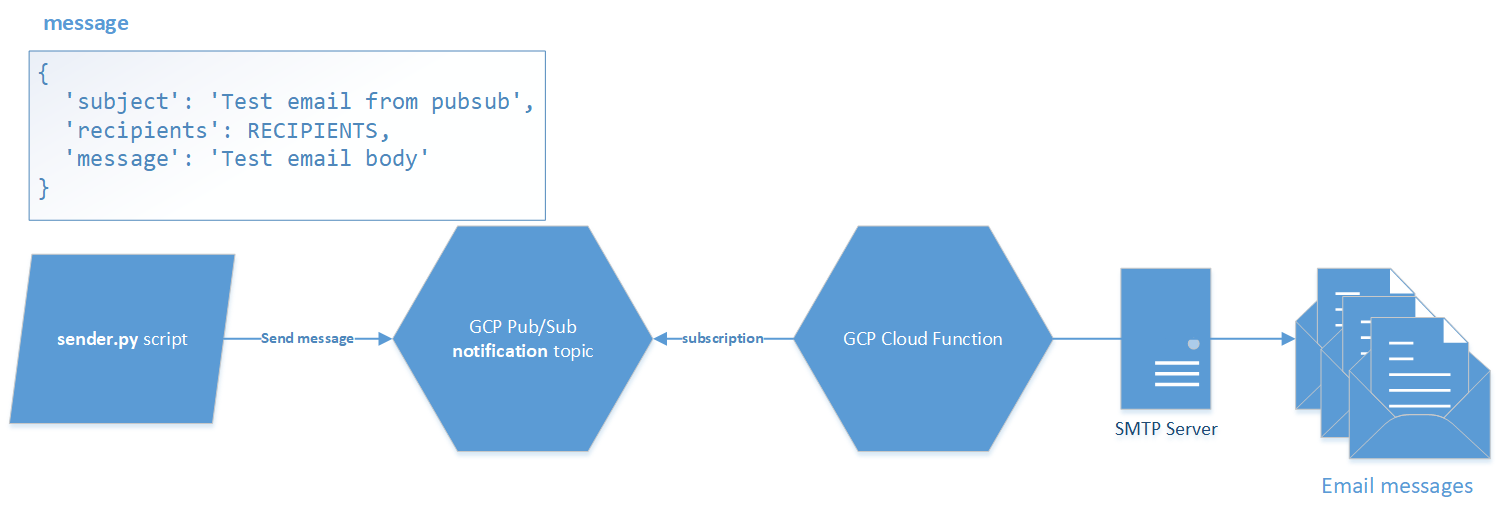 message
{
'subject': 'Test email from pubsub',
'recipients': RECIPIENTS,
'message': 'Test email body'
}
sender.py script
Send message
GCP Pub/Sub
notification topic
subscription
GCP Cloud Function
SMTP Server
Email messages